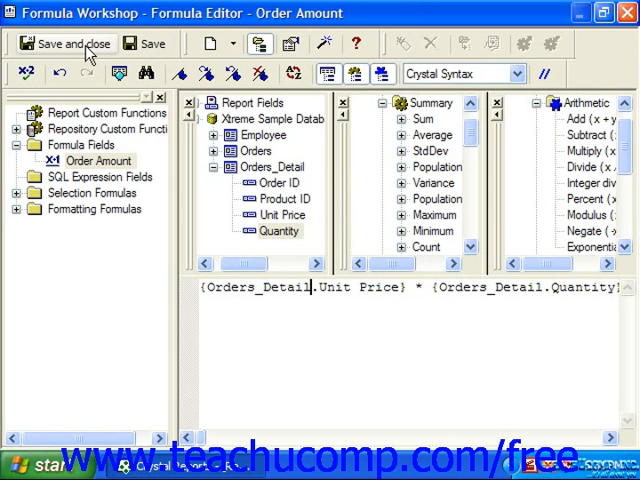 Formula Workshop - Formula Editor - Order Amount
Save and close
Save
Crystal Syntax
Report Custom Functions
Repository Custom Functi
Formula Fields
Order Amount
SQL Expression Fields
Selection Formulas
Formatting Formulas
Report Fields
Xtreme Sample Datab
Employee
Orders
Orders_Detail
Order ID
Product ID
Unit Price
Quantity
Summary
Sum
Average
StdDev
Population
Variance
Population
Maximum
Minimum
Count
Arithmetic
Add (x + y
Subtract (
Multiply (x
Divide (x /
Integer div
Percent (x
Modulus (
Negate (-
Exponentia
{Orders_Detail.Unit Price} * {Orders_Detail.Quantity}
start
www.teachucomp.com/free